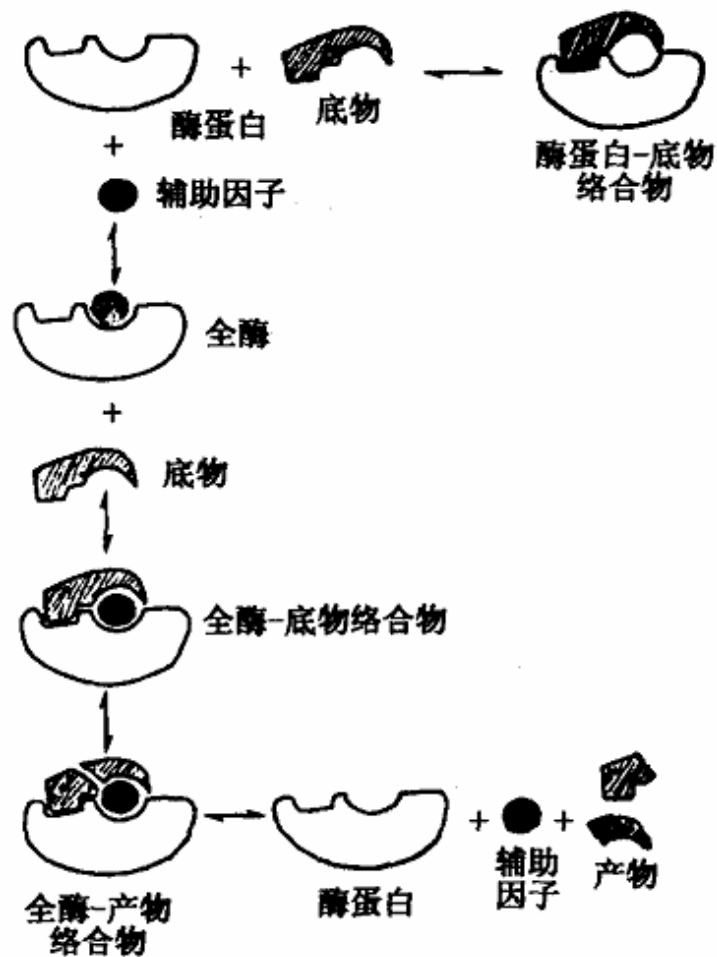 +
酶蛋白
底物
酶蛋白-底物
络合物
+
辅助因子
全酶
+
底物
全酶-底物络合物
全酶-产物
络合物
酶蛋白
+
+
辅助
因子
产物